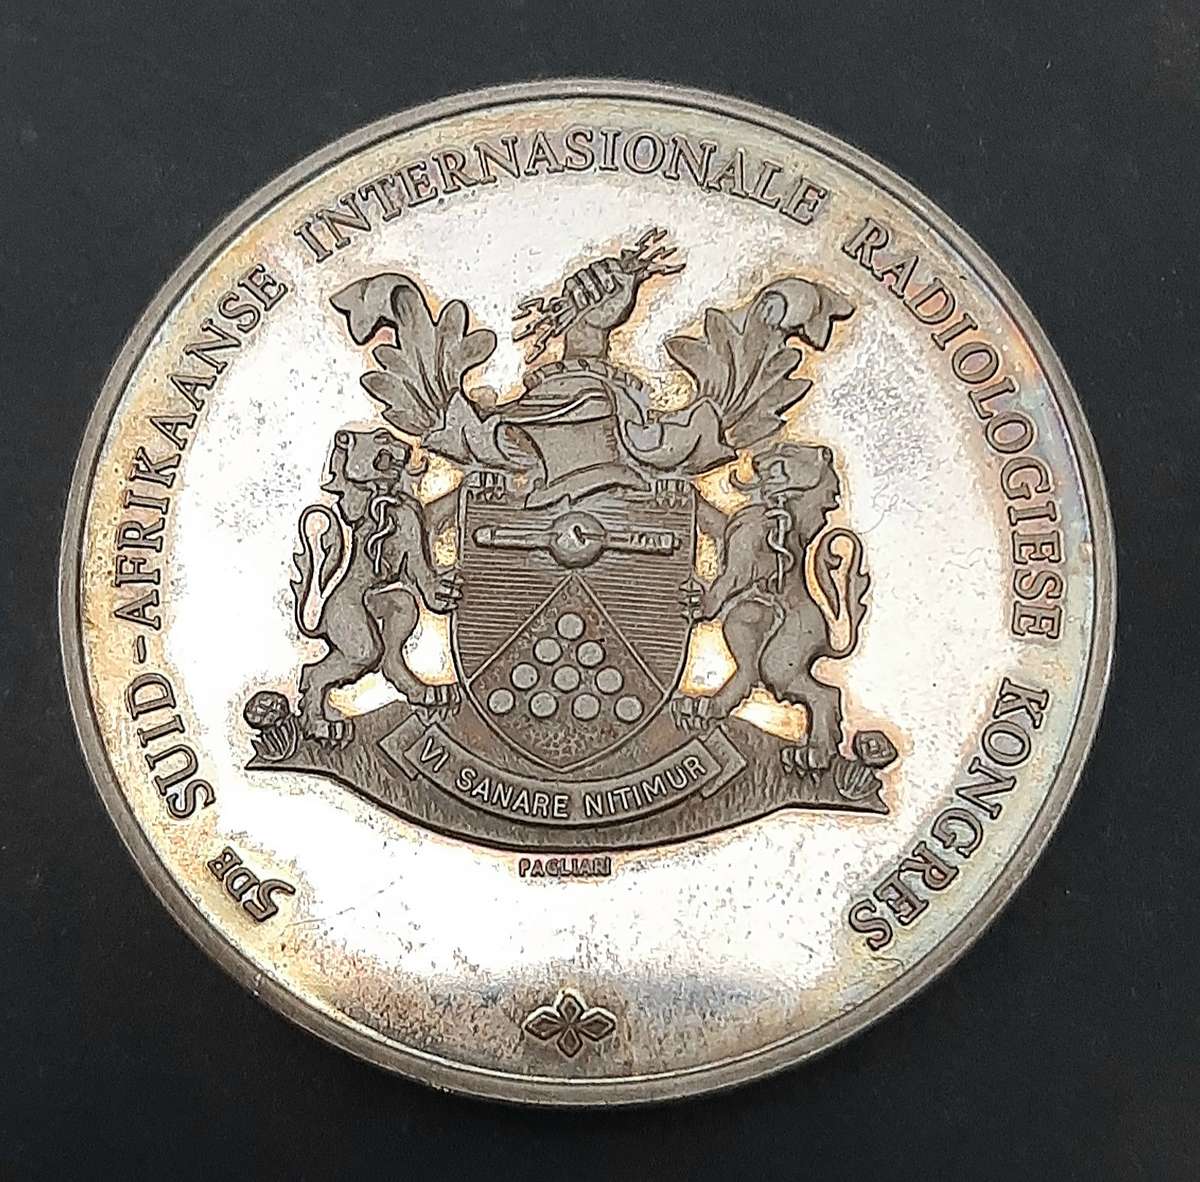 5DE SUID-AFRIKAANSE INTERNASIONALE RADIOLOGIESE KONGRES
VI SANARE NITIMUR
PAGLIARI